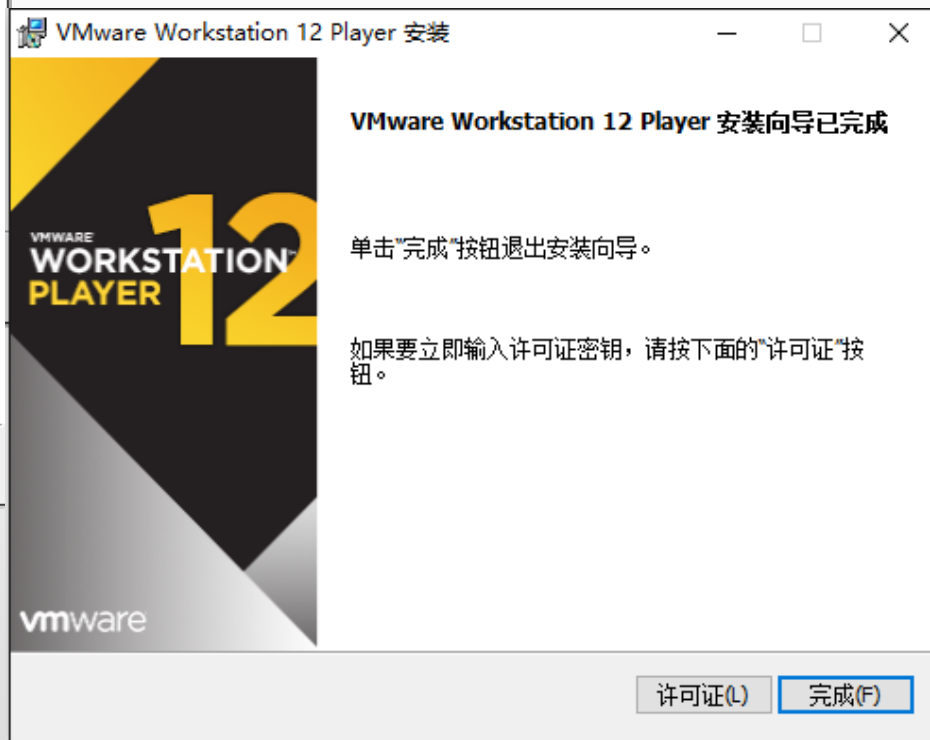 VMware Workstation 12 Player 安装
VMware Workstation 12 Player 安装向导已完成
单击"完成"按钮退出安装向导。
如果要立即输入许可证密钥，请按下面的"许可证"按
钮。
12
VMWARE
WORKSTATION™
PLAYER
vmware
许可证(L)
完成(F)